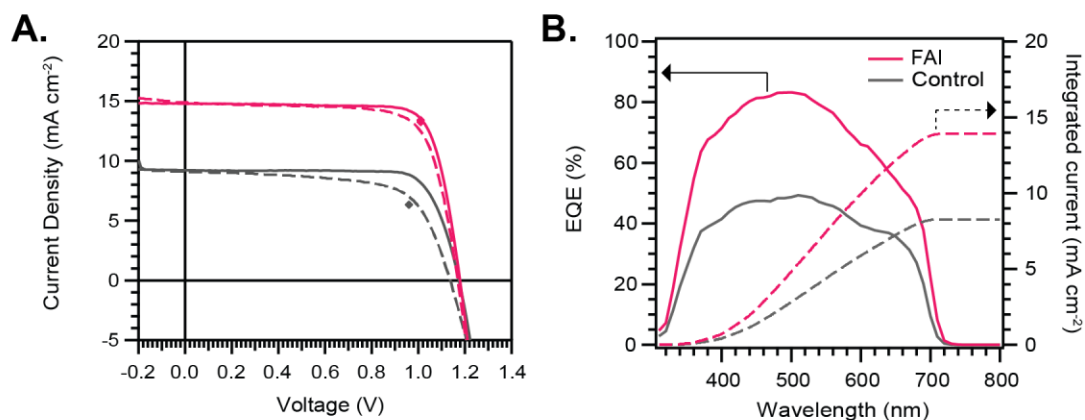 A.
20
15
10
5
0
-5
Current Density (mA cm-2)
-0.2 0.0 0.2 0.4 0.6 0.8 1.0 1.2 1.4
Voltage (V)
B.
100
80
60
40
20
0
EQE (%)
FAI
Control
20
15
10
5
0
Integrated current (mA cm-2)
400 500 600 700 800
Wavelength (nm)